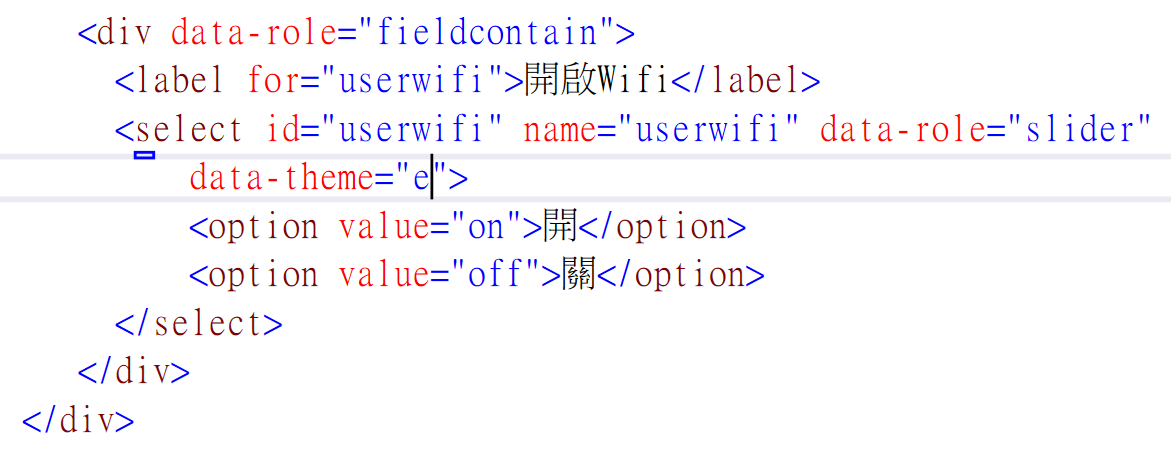 <div data-role="fieldcontain">
<label for="userwifi">開啟Wifi</label>
<select id="userwifi" name="userwifi" data-role="slider"
data-theme="e">
<option value="on">開</option>
<option value="off">關</option>
</select>
</div>
</div>